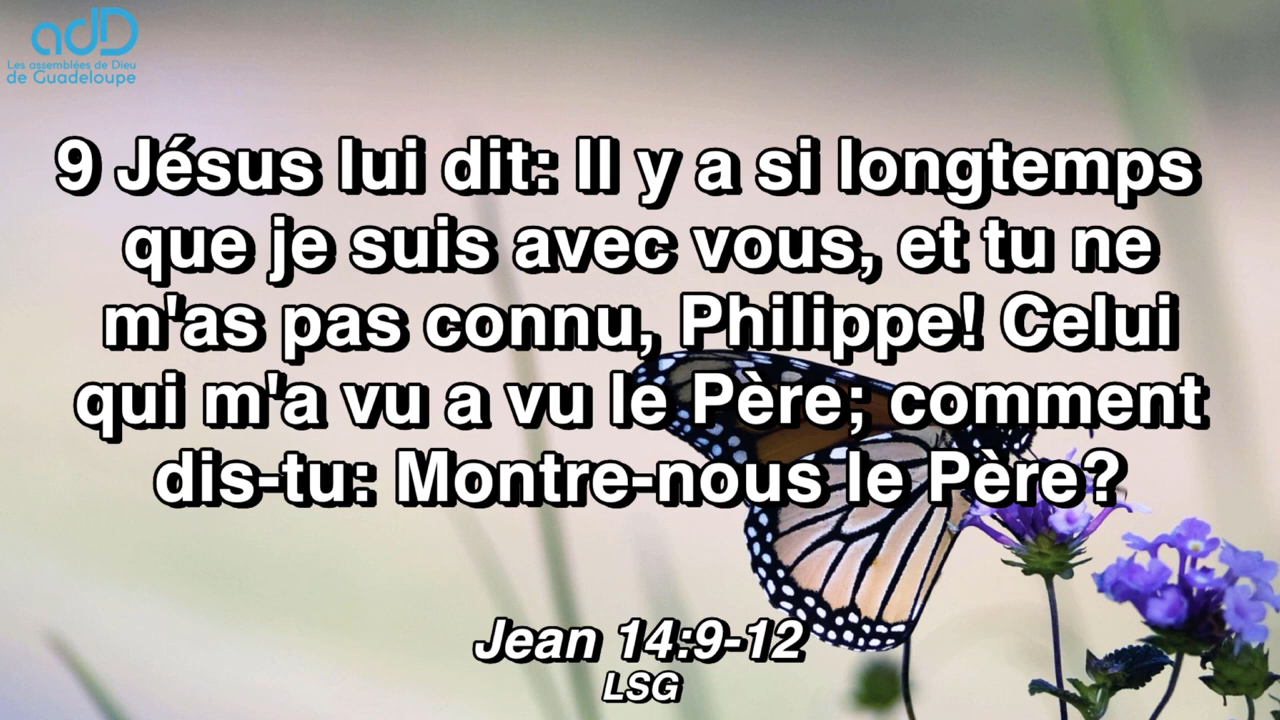 adD
Les assemblées de Dieu
de Guadeloupe
9 Jésus lui dit: Il y a si longtemps
que je suis avec vous, et tu ne
m'as pas connu, Philippe! Celui
qui m'a vu a vu le Père; comment
dis-tu: Montre-nous le Père?
Jean 14:9-12
LSG